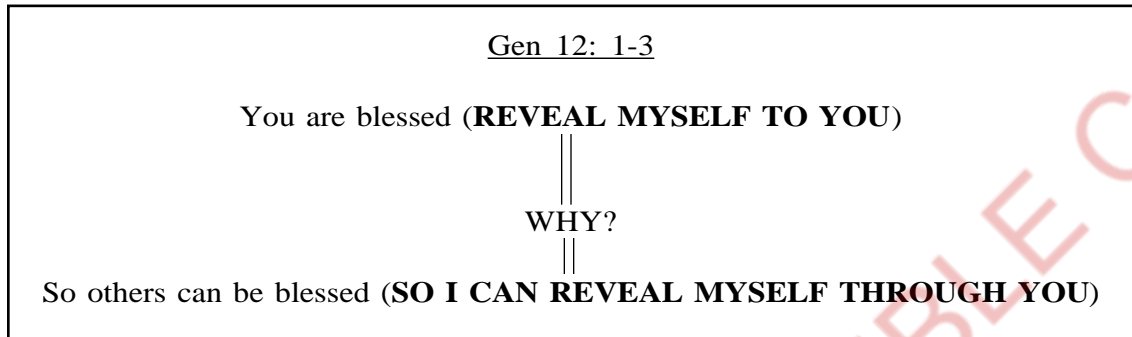 Gen 12: 1-3
You are blessed (REVEAL MYSELF TO YOU)
WHY?
So others can be blessed (SO I CAN REVEAL MYSELF THROUGH YOU)